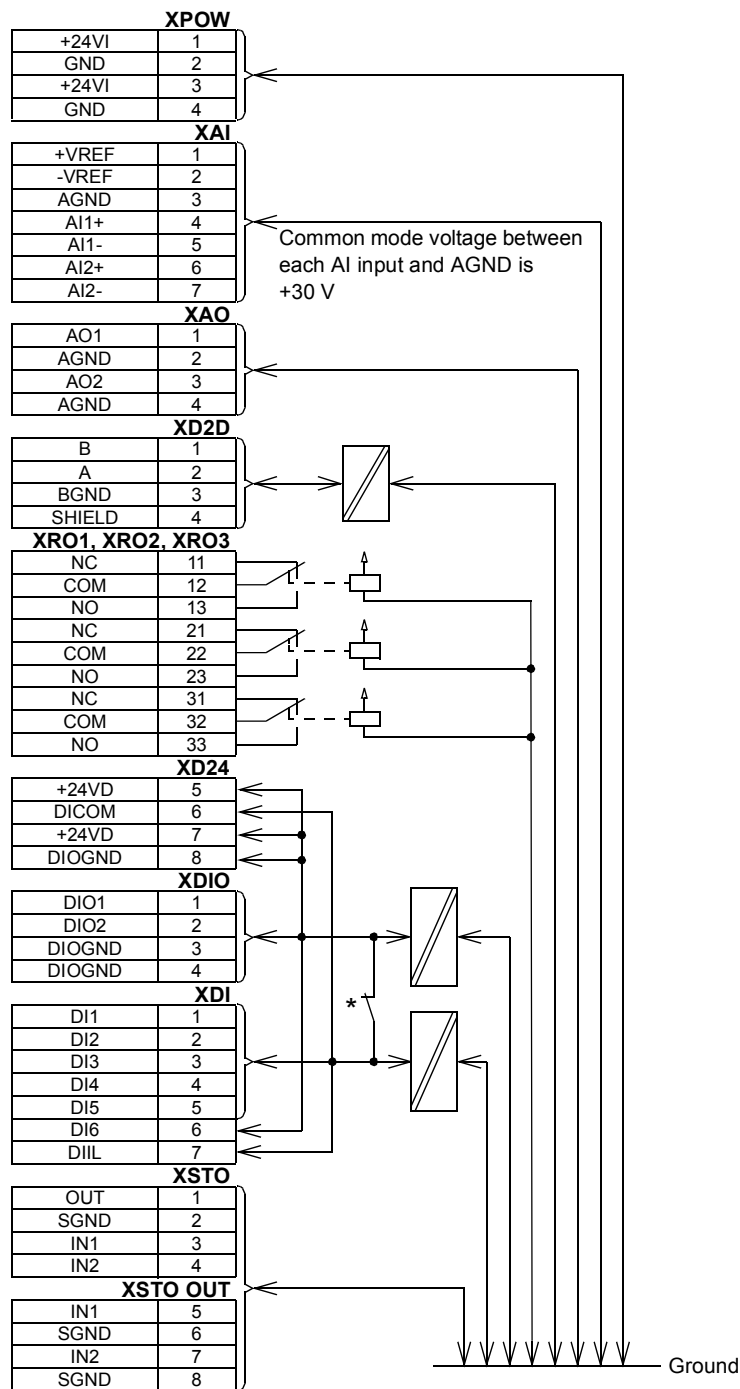 XPOW
+24VI 1
GND 2
+24VI 3
GND 4
XAI
+VREF 1
-VREF 2
AGND 3
AI1+ 4
AI1- 5
AI2+ 6
AI2- 7
Common mode voltage between
each AI input and AGND is
+30 V
XAO
AO1 1
AGND 2
AO2 3
AGND 4
XD2D
B 1
A 2
BGND 3
SHIELD 4
XRO1, XRO2, XRO3
NC 11
COM 12
NO 13
NC 21
COM 22
NO 23
NC 31
COM 32
NO 33
XD24
+24VD 5
DICOM 6
+24VD 7
DIOGND 8
XDIO
DIO1 1
DIO2 2
DIOGND 3
DIOGND 4
*
XDI
DI1 1
DI2 2
DI3 3
DI4 4
DI5 5
DI6 6
DIIL 7
XSTO
OUT 1
SGND 2
IN1 3
IN2 4
XSTO OUT
IN1 5
SGND 6
IN2 7
SGND 8
Ground